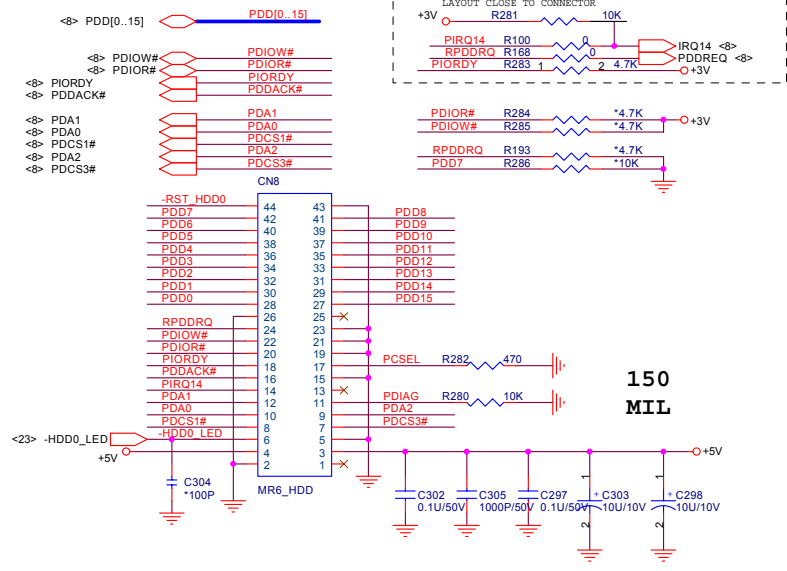 LAYOUT CLOSE TO CONNECTOR
<8> PDD[0..15] PDD[0..15]
+3V R281 10K
PIRQ14 R100 0 IRQ14 <8>
RPDDRQ R168 0 PDDREQ <8>
PIORDY R283 1 2 4.7K +3V
<8> PDIOW# PDIOW#
<8> PDIOR# PDIOR#
<8> PIORDY PIORDY
<8> PDDACK# PDDACK#
<8> PDA1 PDA1
<8> PDA0 PDA0
<8> PDCS1# PDCS1#
<8> PDA2 PDA2
<8> PDCS3# PDCS3#
PDIOR# R284 *4.7K +3V
PDIOW# R285 *4.7K
RPDDRQ R193 *4.7K
PDD7 R286 *10K
CN8
-RST_HDD0 44 43
PDD7 42 41 PDD8
PDD6 40 39 PDD9
PDD5 38 37 PDD10
PDD4 36 35 PDD11
PDD3 34 33 PDD12
PDD2 32 31 PDD13
PDD1 30 29 PDD14
PDD0 28 27 PDD15
26 25
RPDDRQ 24 23
PDIOW# 22 21
PDIOR# 20 19
PIORDY 18 17 PCSEL R282 470
PDDACK# 16 15
PIRQ14 14 13
PDA1 12 11 PDIAG R280 10K
PDA0 10 9 PDA2
PDCS1# 8 7 PDCS3#
<23> -HDD0_LED -HDD0_LED 6 5
+5V 4 3 +5V
2 1
MR6_HDD
150
MIL
C304
*100P
C302
0.1U/50V
C305
1000P/50V
C297
0.1U/50V
1 + C303
10U/10V
2
1 + C298
10U/10V
2